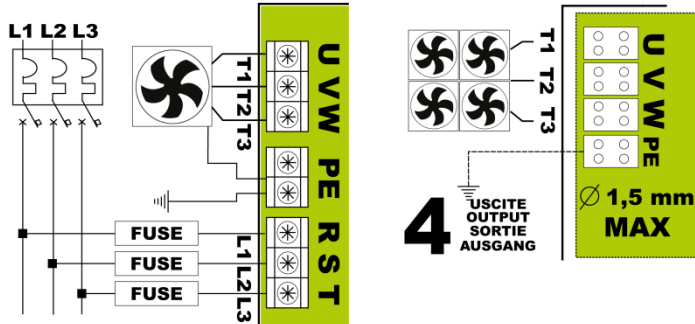 L1 L2 L3
T1
T2
T3
U
V
W
PE
FUSE
FUSE
FUSE
L1
L2
L3
R
S
T
T1
T2
T3
U
V
W
PE
4
USCITE
OUTPUT
SORTIE
AUSGANG
Ø 1,5 mm
MAX